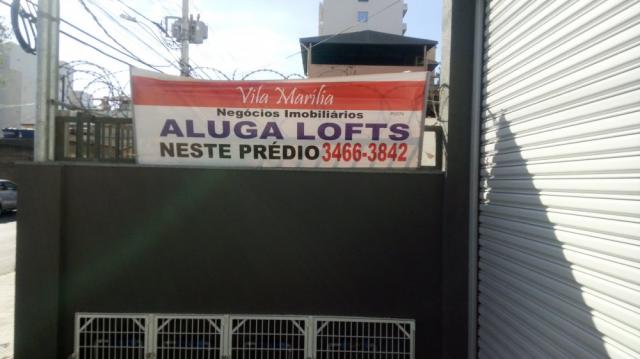 Vila Marília
Negócios Imobiliários
ALUGA LOFTS
NESTE PRÉDIO 3466-3842